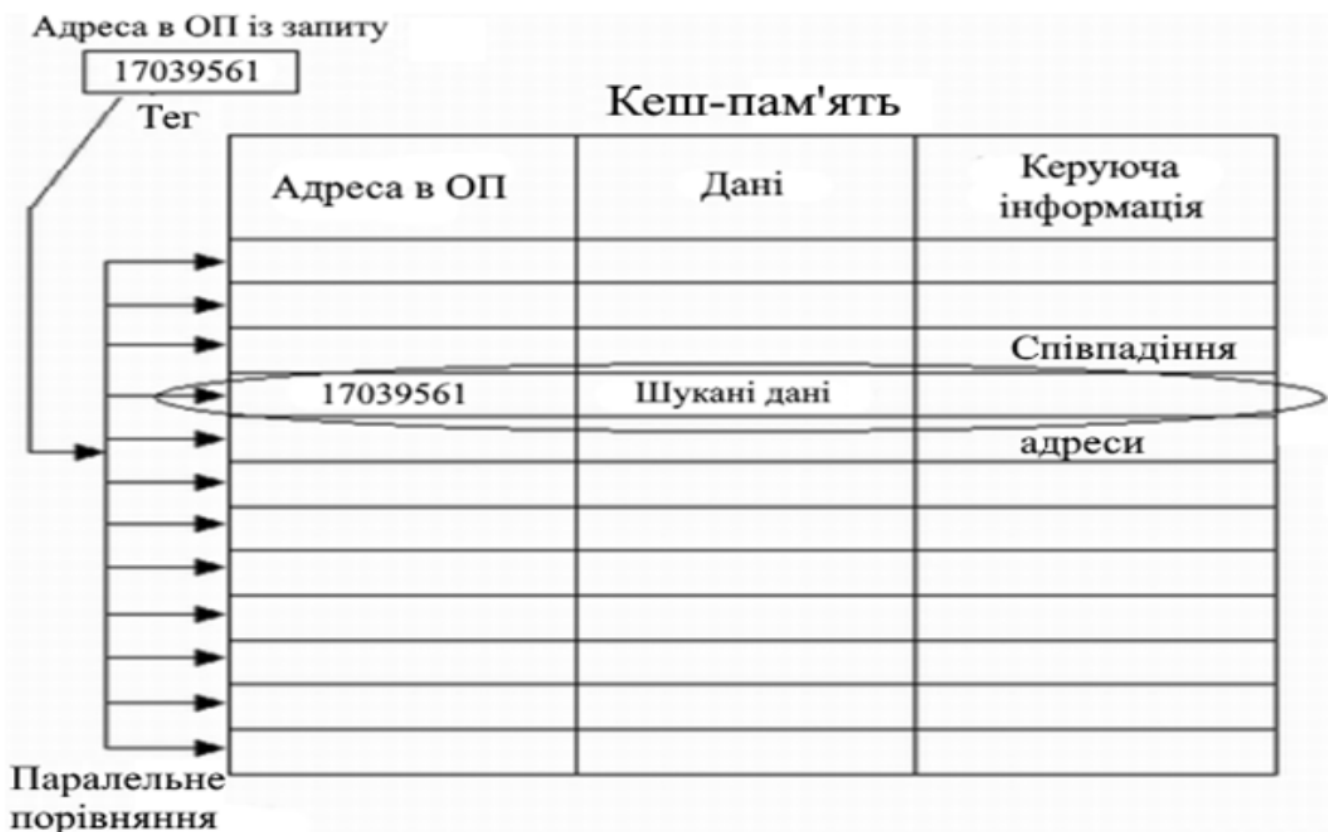 Адреса в ОП із запиту
17039561
Тег
Кеш-пам'ять
Адреса в ОП
Дані
Керуюча
інформація
Співпадіння
17039561
Шукані дані
адреси
Паралельне
порівняння